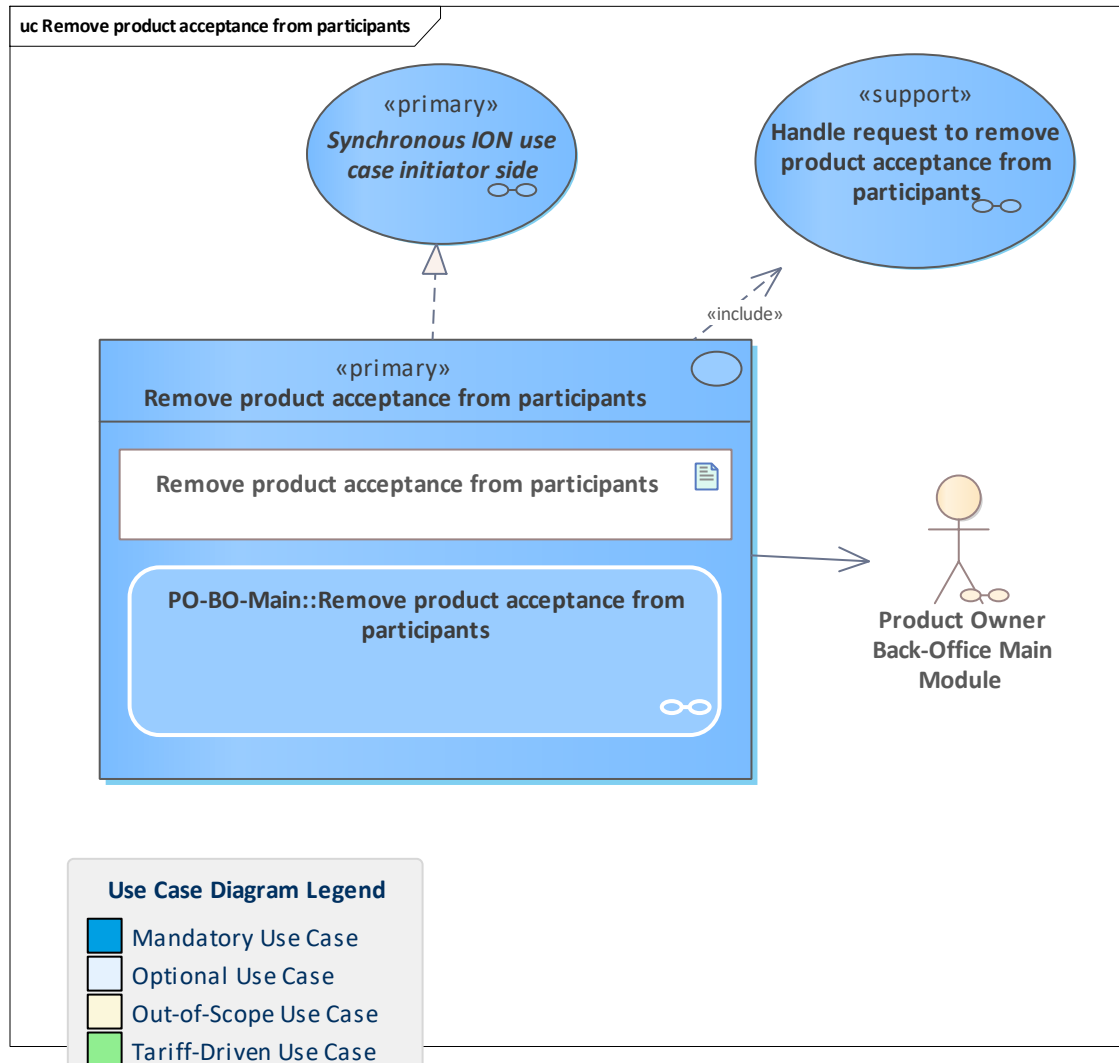 uc Remove product acceptance from participants
«primary»
Synchronous ION use
case initiator side
«support»
Handle request to remove
product acceptance from
participants
«include»
«primary»
Remove product acceptance from participants
Remove product acceptance from participants
PO-BO-Main::Remove product acceptance from
participants
Product Owner
Back-Office Main
Module
Use Case Diagram Legend
Mandatory Use Case
Optional Use Case
Out-of-Scope Use Case
Tariff-Driven Use Case